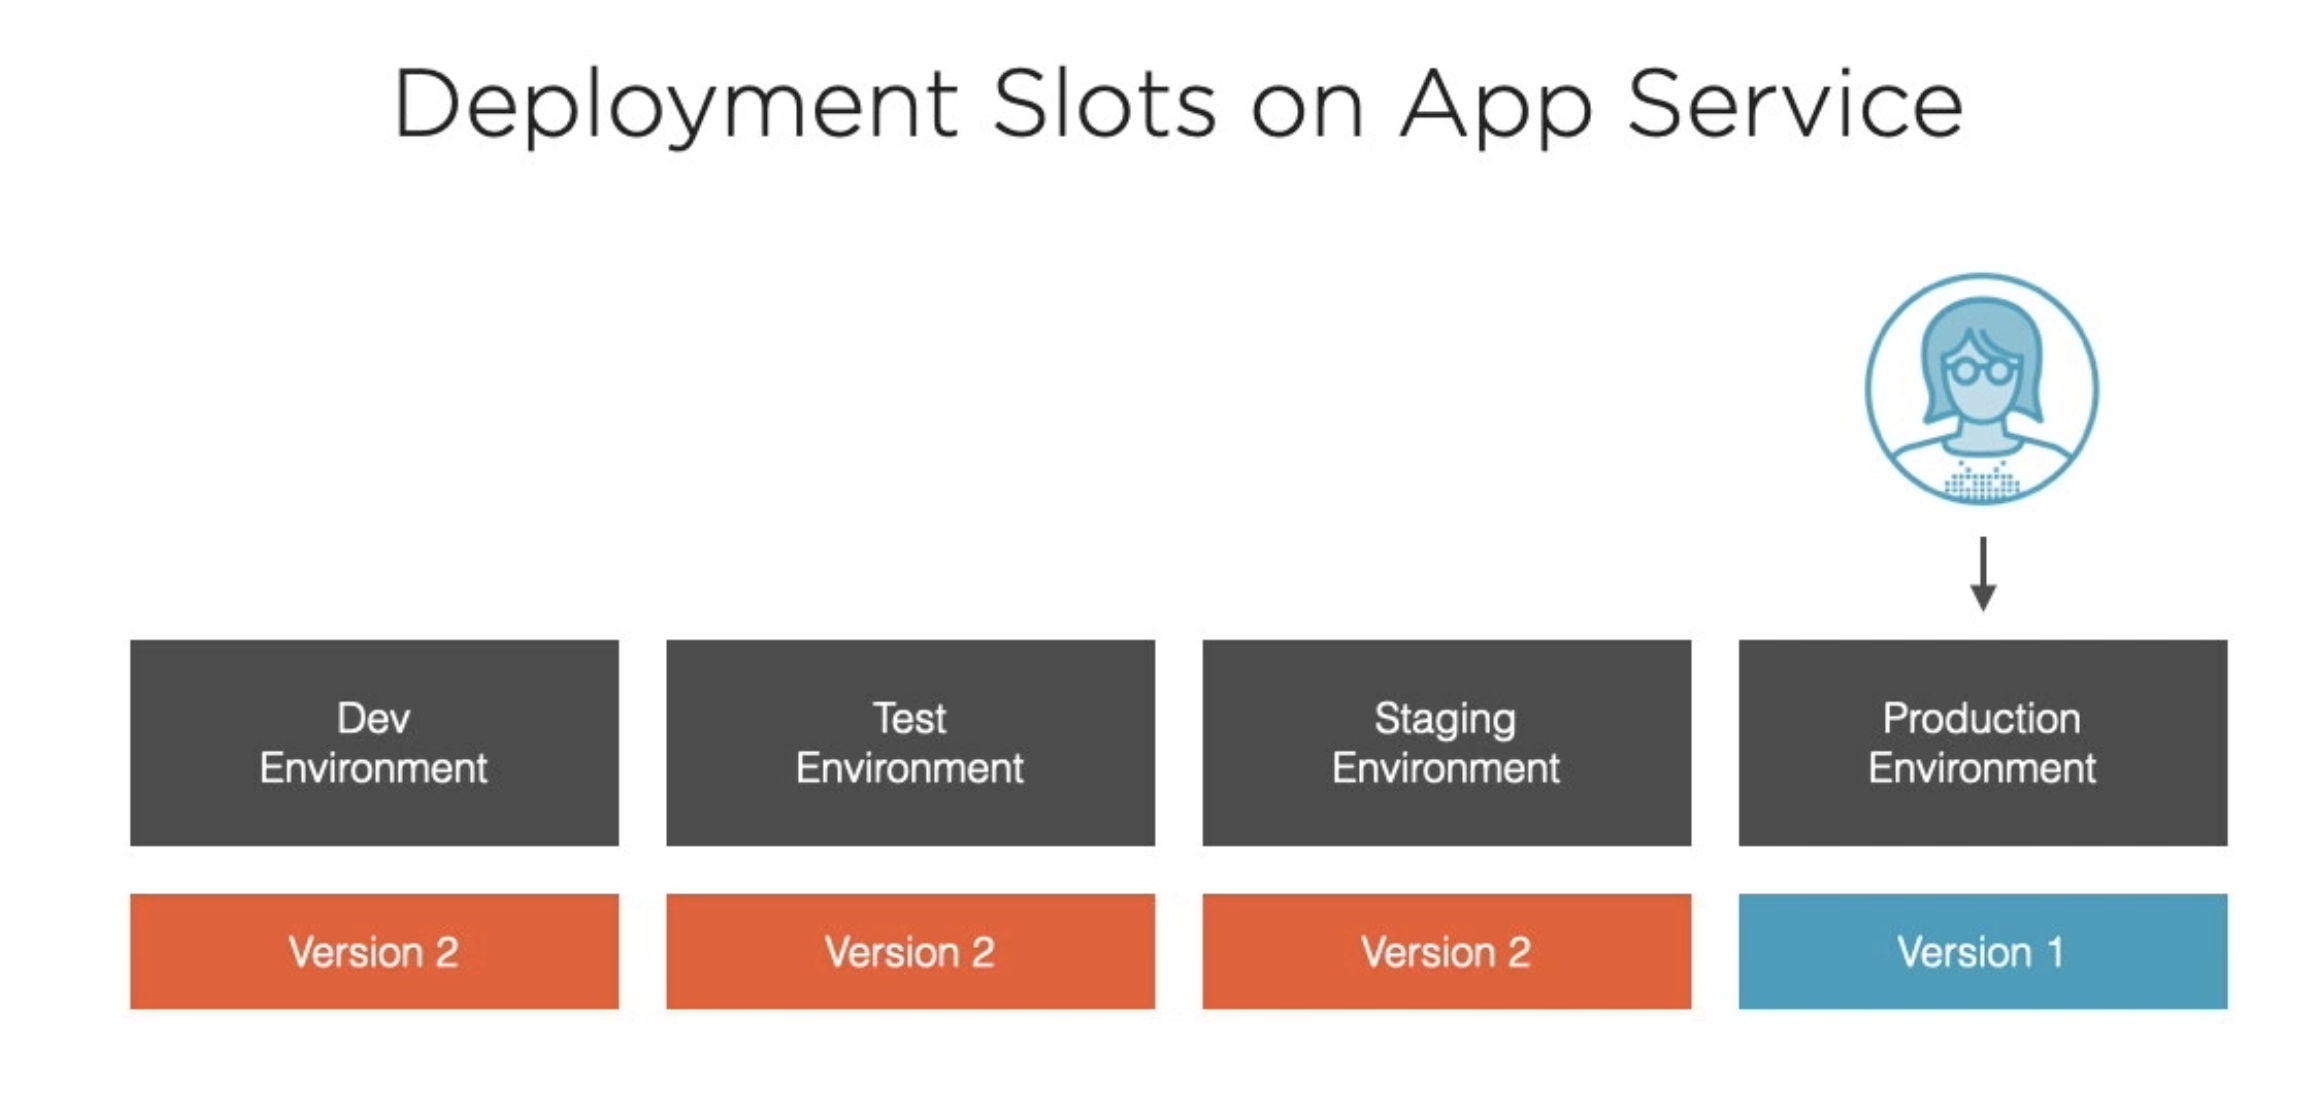 Deployment Slots on App Service
Dev
Environment
Test
Environment
Staging
Environment
Production
Environment
Version 2
Version 2
Version 2
Version 1